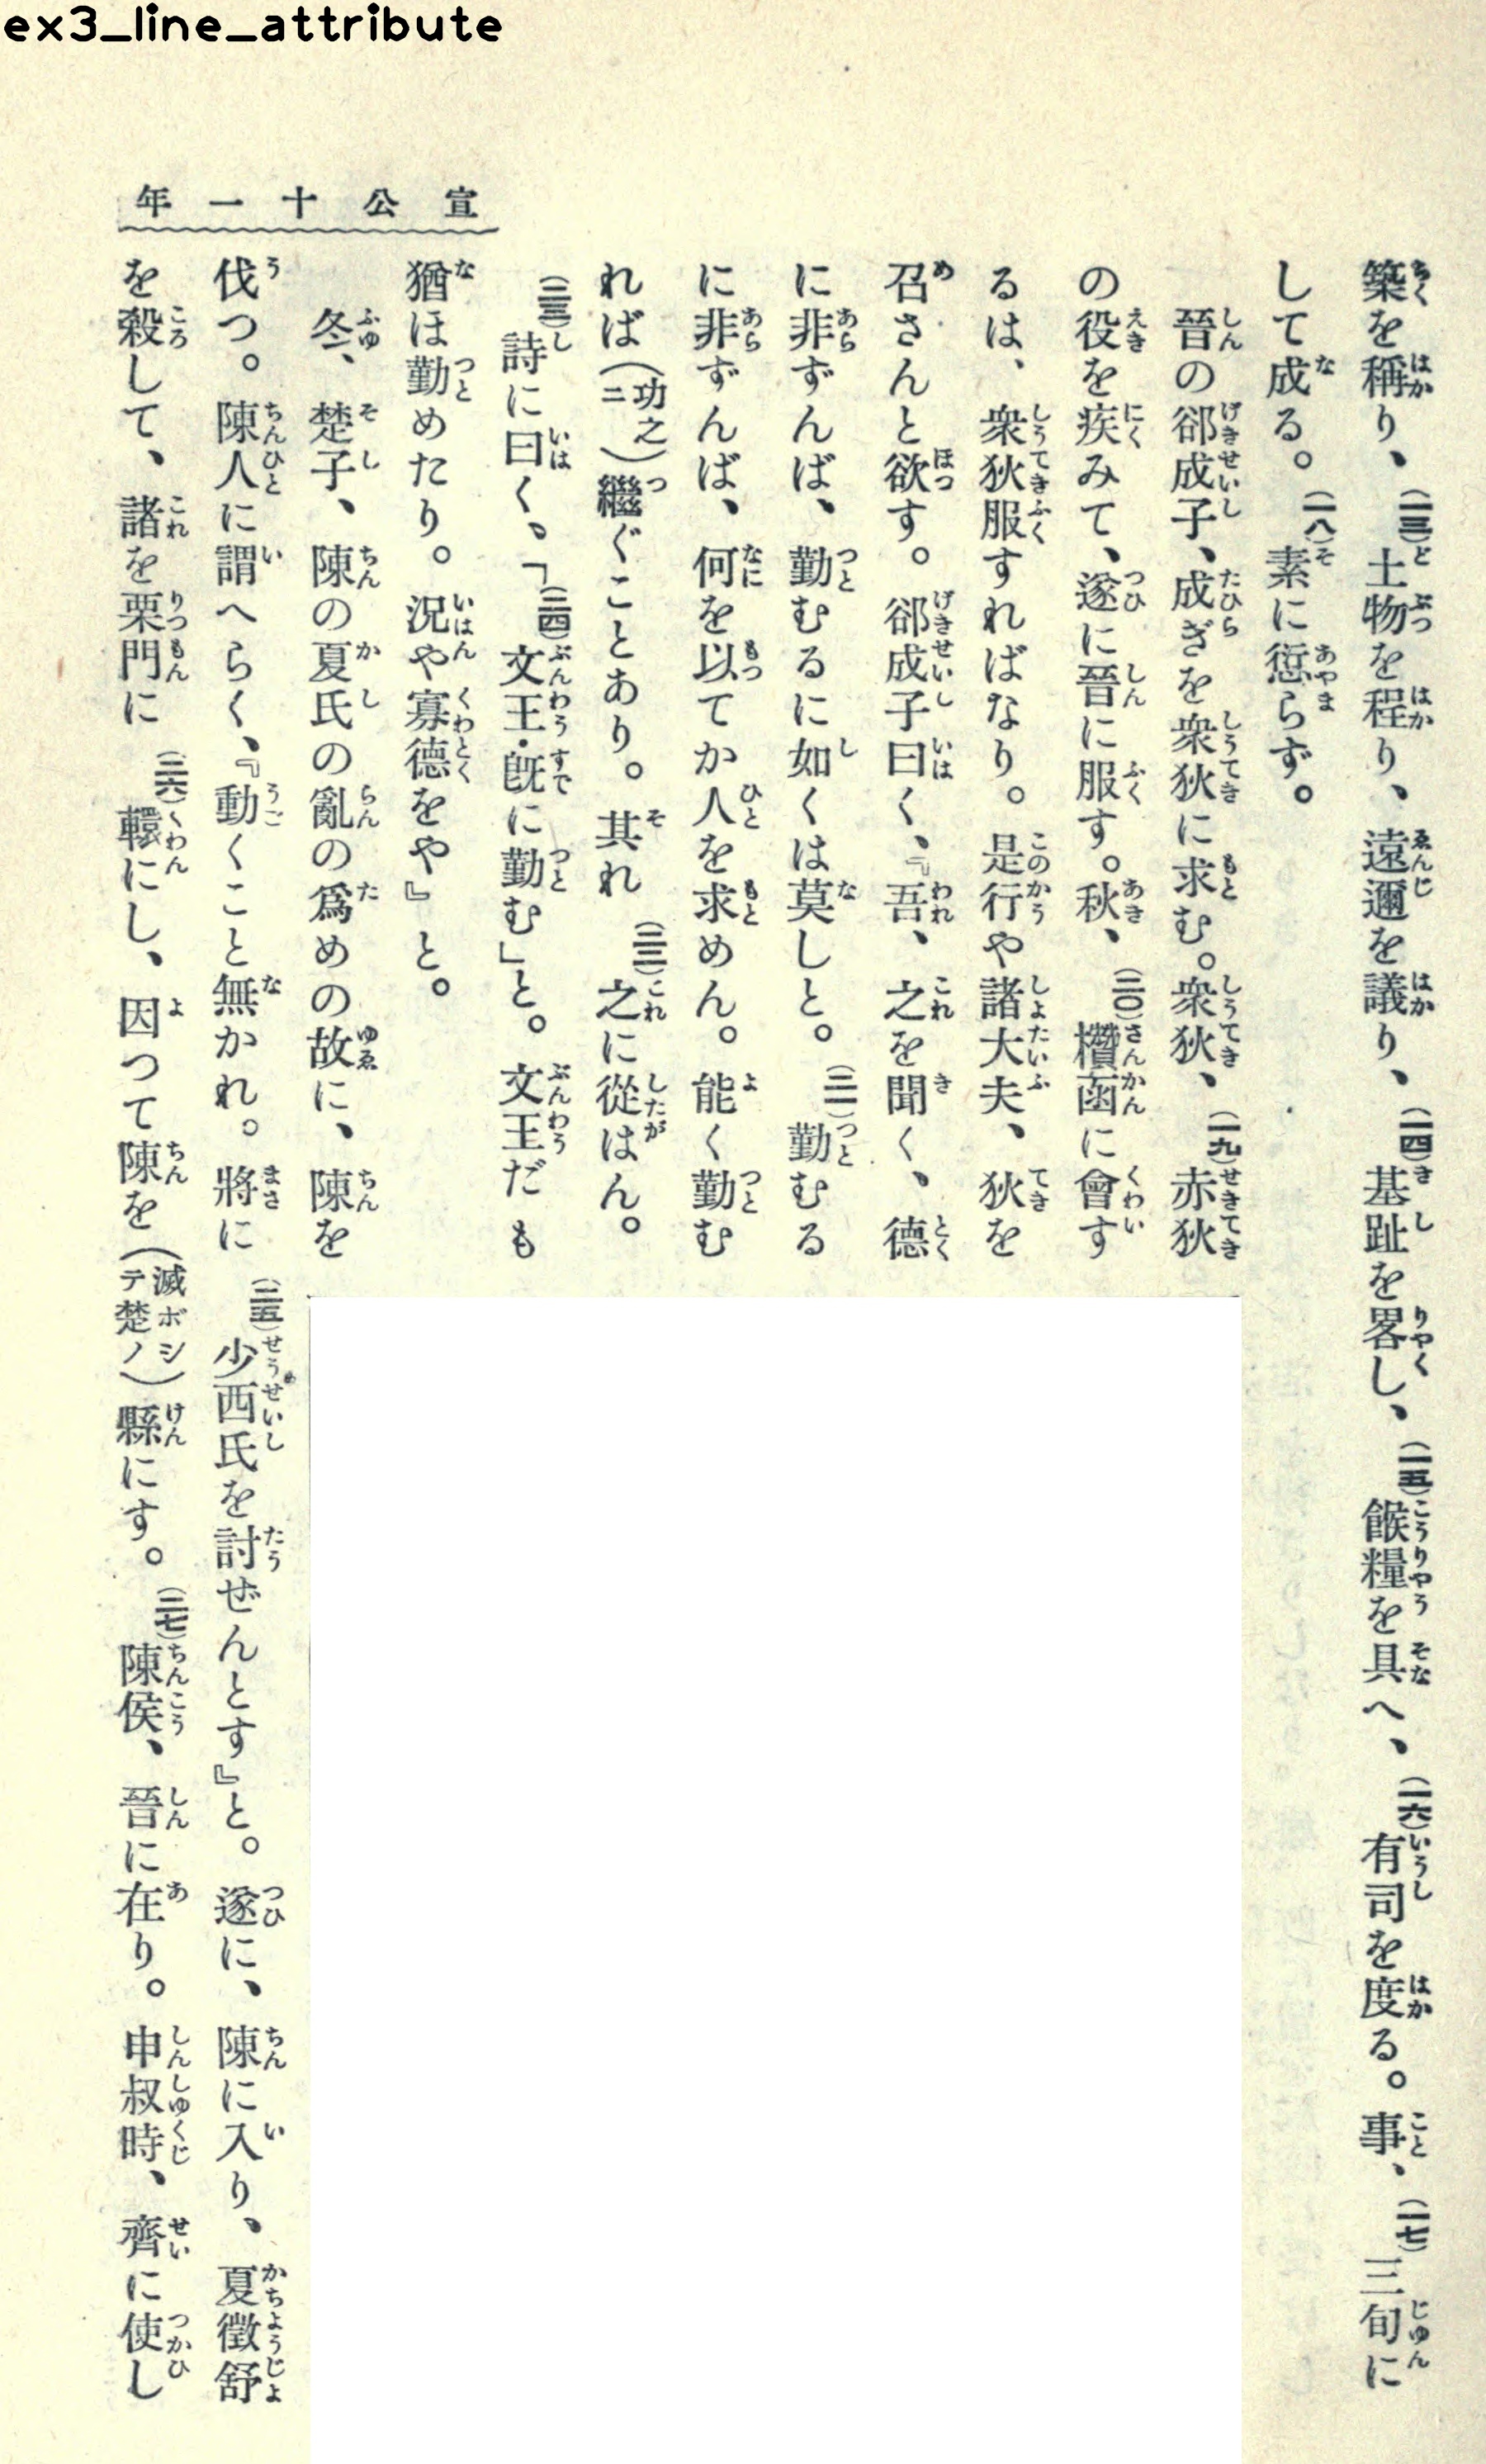 ex3_line_attribute
宣公十一年
築を稱り、(一三)土物を程り、遠邇を議り、(一四)基趾を畧し、(一五)餱糧を具へ、(一六)有司を度る。事、(一七)三旬に
して成る。(一八)素に愆らず。
晉の郤成子、成ぎを衆狄に求む。衆狄、(一九)赤狄
の役を疾みて、遂に晉に服す。秋、(二〇)欑函に會す
るは、衆狄服すればなり。是行や諸大夫、狄を
召さんと欲す。郤成子曰く、『吾、之を聞く、德
に非ずんば、勤むるに如くは莫しと。(二一)勤むる
に非ずんば、何を以てか人を求めん。能く勤む
れば(功之ニ)繼ぐことあり。其れ(二二)之に從はん。
(二三)詩に曰く、「(二四)文王・旣に勤む」と。文王だも
猶ほ勤めたり。況や寡德をや』と。
冬、楚子、陳の夏氏の亂の爲めの故に、陳を
伐つ。陳人に謂へらく、『動くこと無かれ。將に(二五)少西氏を討ぜんとす』と。遂に、陳に入り、夏徵舒
を殺して、諸を栗門に(二六)轘にし、因つて陳を(滅ボシテ楚ノ)縣にす。(二七)陳侯、晉に在り。申叔時、齊に使し